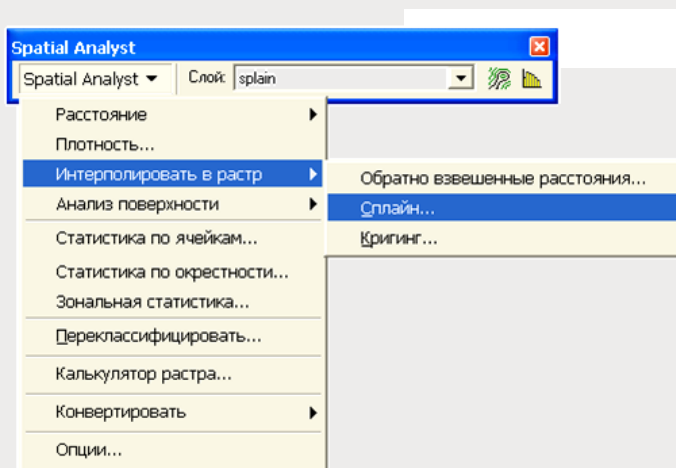 Spatial Analyst
Spatial Analyst Слой: splain
Расстояние
Плотность...
Интерполировать в растр
Обратно взвешенные расстояния...
Анализ поверхности
Сплайн...
Статистика по ячейкам...
Кригинг...
Статистика по окрестности...
Зональная статистика...
Переклассифицировать...
Калькулятор растра...
Конвертировать
Опции...